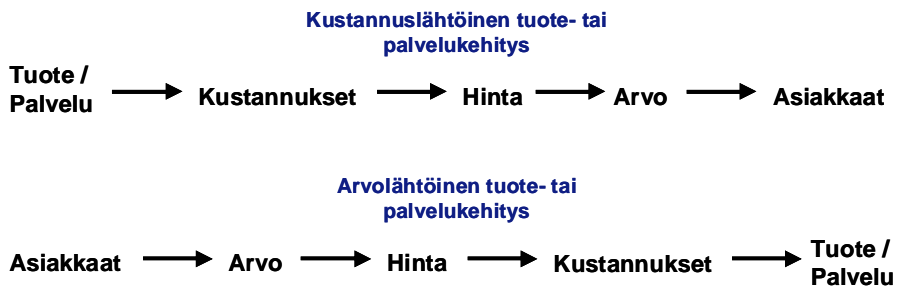 Kustannuslähtöinen tuote- tai
palvelukehitys
Tuote /
Palvelu
Kustannukset
Hinta
Arvo
Asiakkaat
Arvolähtöinen tuote- tai
palvelukehitys
Asiakkaat
Arvo
Hinta
Kustannukset
Tuote /
Palvelu